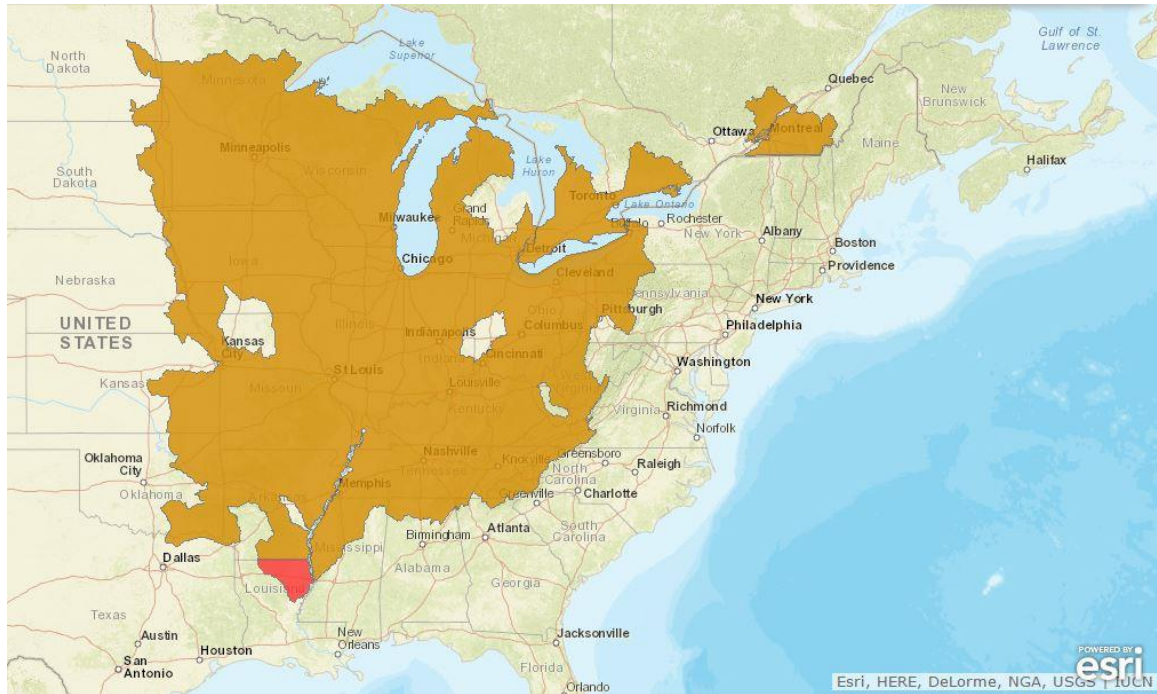 Lake
Superior
Gulf of St.
Lawrence
North
Dakota
Minnesota
Quebec
New
Brunswick
Ottawa
Montreal
Maine
Minneapolis
Wisconsin
Lake
Huron
Halifax
South
Dakota
Toronto
Lake Ontario
Grand
Rapids
Milwaukee
Michigan
Buffalo
Rochester
New York
Albany
Detroit
Boston
Chicago
Iowa
Providence
Nebraska
Cleveland
Pennsylvania
New York
Pittsburgh
Ohio
UNITED
STATES
Illinois
Indianapolis
Columbus
Philadelphia
Kansas
City
Indiana
Cincinnati
Washington
Kansas
Missouri
St Louis
Louisville
West
Virginia
Kentucky
Virginia
Richmond
Norfolk
Oklahoma
City
Nashville
Knoxville
Greensboro
Tennessee
North
Carolina
Raleigh
Oklahoma
Arkansas
Memphis
Greenville
Charlotte
South
Carolina
Dallas
Mississippi
Birmingham
Atlanta
Alabama
Georgia
Louisiana
Texas
Austin
New
Orleans
Jacksonville
Houston
San
Antonio
Florida
Orlando
POWERED BY
esri
Esri, HERE, DeLorme, NGA, USGS | IUCN